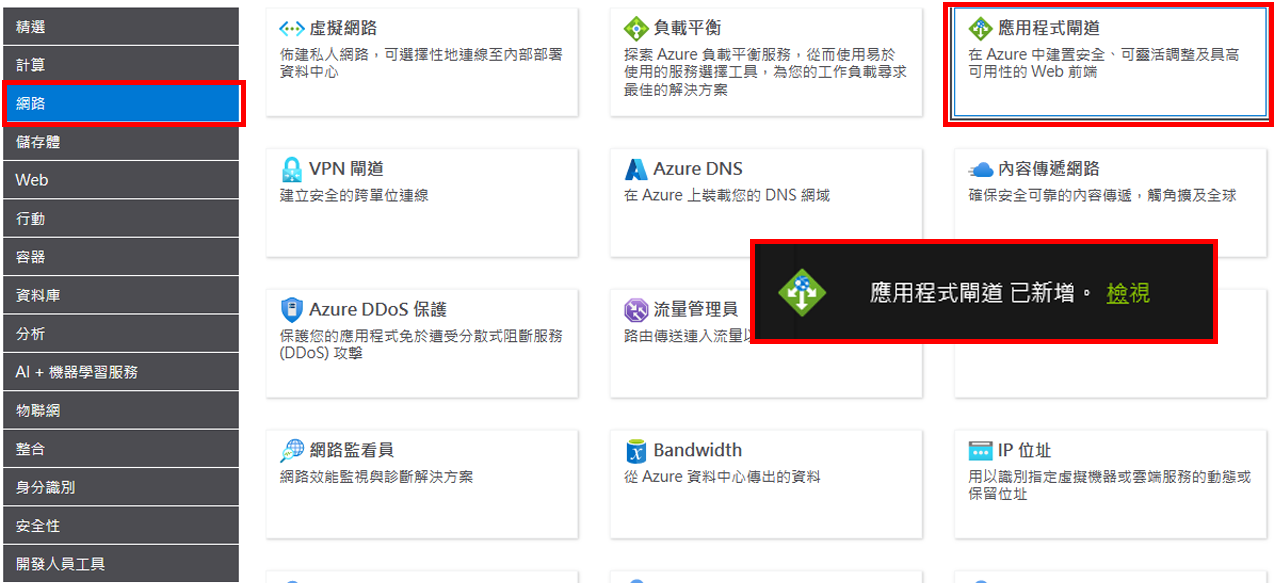 精選
計算
網路
儲存體
Web
行動
容器
資料庫
分析
AI + 機器學習服務
物聯網
整合
身分識別
安全性
開發人員工具
虛擬網路
佈建私人網路，可選擇性地連線至內部部署
資料中心
負載平衡
探索 Azure 負載平衡服務，從而使用易於
使用的服務選擇工具，為您的工作負載尋求
最佳的解決方案
應用程式閘道
在 Azure 中建置安全、可靈活調整及具高
可用性的 Web 前端
VPN 閘道
建立安全的跨單位連線
Azure DNS
在 Azure 上裝載您的 DNS 網域
內容傳遞網路
確保安全可靠的內容傳遞，觸角擴及全球
應用程式閘道 已新增。 檢視
Azure DDoS 保護
保護您的應用程式免於遭受分散式阻斷服務
(DDoS) 攻擊
流量管理員
路由傳送連入流量
網路監看員
網路效能監視與診斷解決方案
Bandwidth
從 Azure 資料中心傳出的資料
IP 位址
用以識別指定虛擬機器或雲端服務的動態或
保留位址